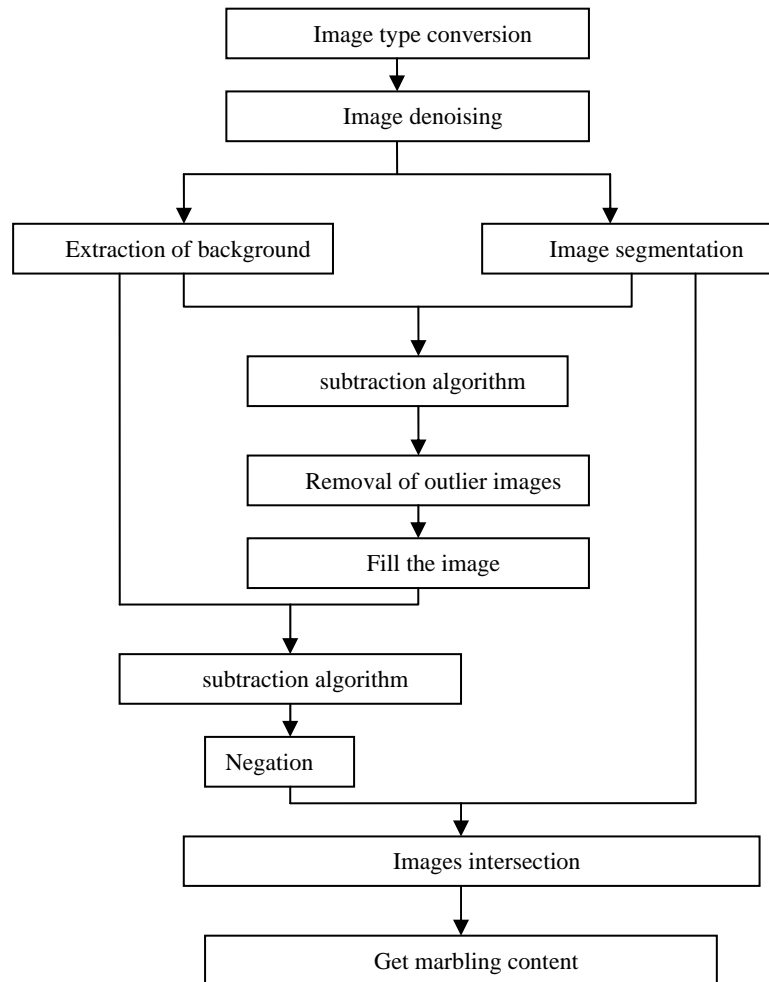 Image type conversion
Image denoising
Extraction of background
Image segmentation
subtraction algorithm
Removal of outlier images
Fill the image
subtraction algorithm
Negation
Images intersection
Get marbling content